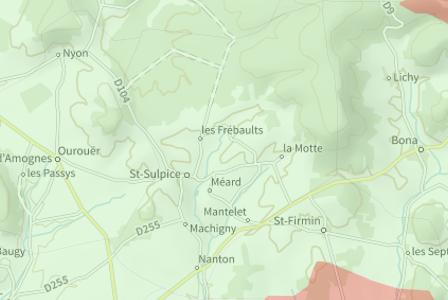 D9
Nyon
Lichy
D104
les Frébaults
Bona
la Motte
Ourouër
d'Amognes
les Passys
St-Sulpice
Méard
Mantelet
St-Firmin
Machigny
D255
Baugy
les Sept
Nanton
D255